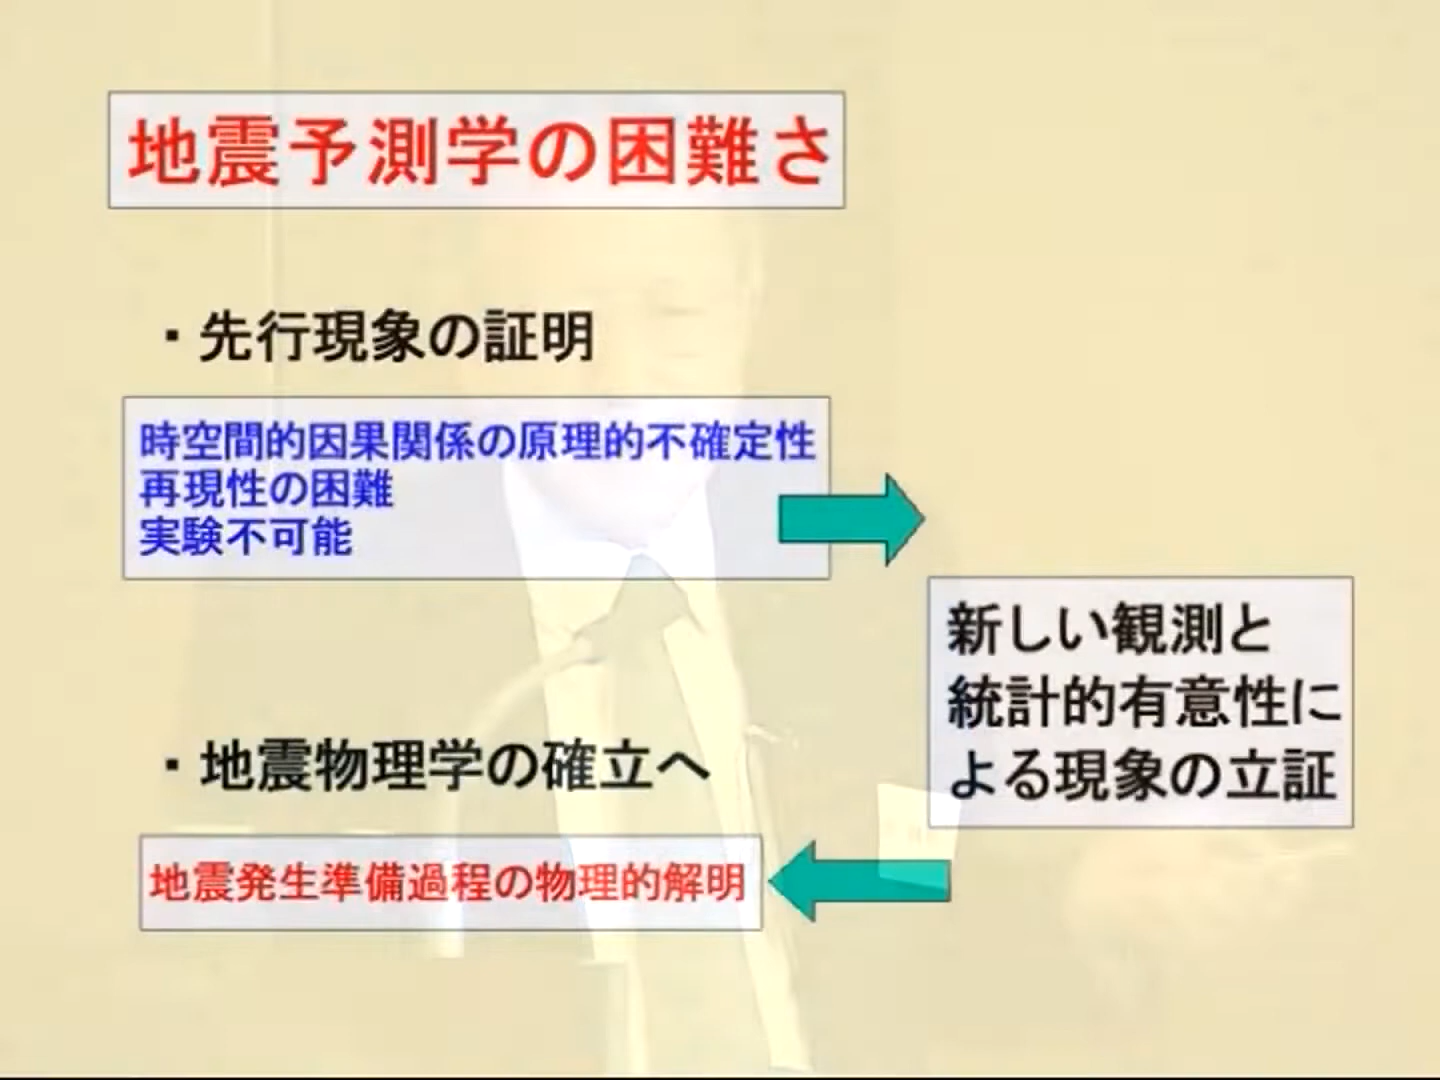 地震予測学の困難さ
・先行現象の証明
時空間的因果関係の原理的不確定性
再現性の困難
実験不可能
新しい観測と
統計的有意性に
よる現象の立証
・地震物理学の確立へ
地震発生準備過程の物理的解明